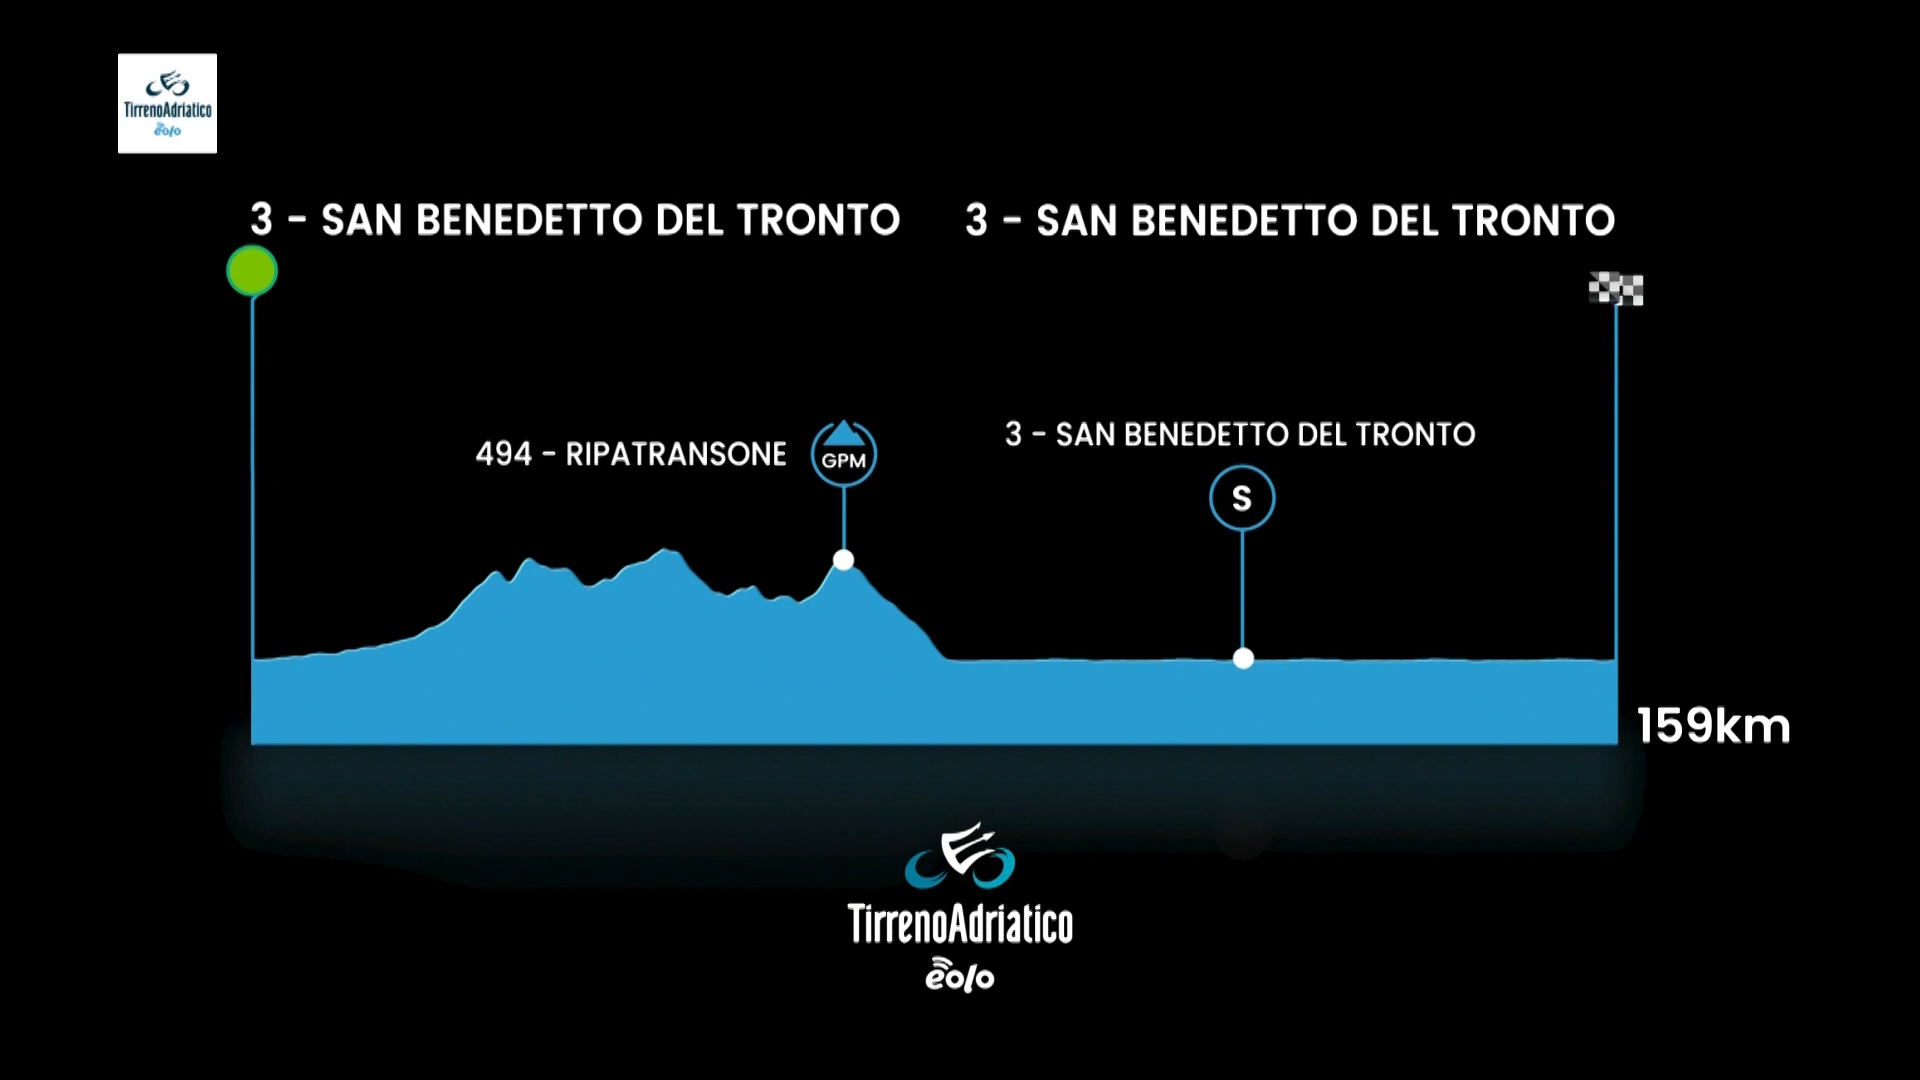 TirrenoAdriatico
eolo
3 - SAN BENEDETTO DEL TRONTO
3 - SAN BENEDETTO DEL TRONTO
494 - RIPATRANSONE
GPM
3 - SAN BENEDETTO DEL TRONTO
S
159km
TirrenoAdriatico
eolo